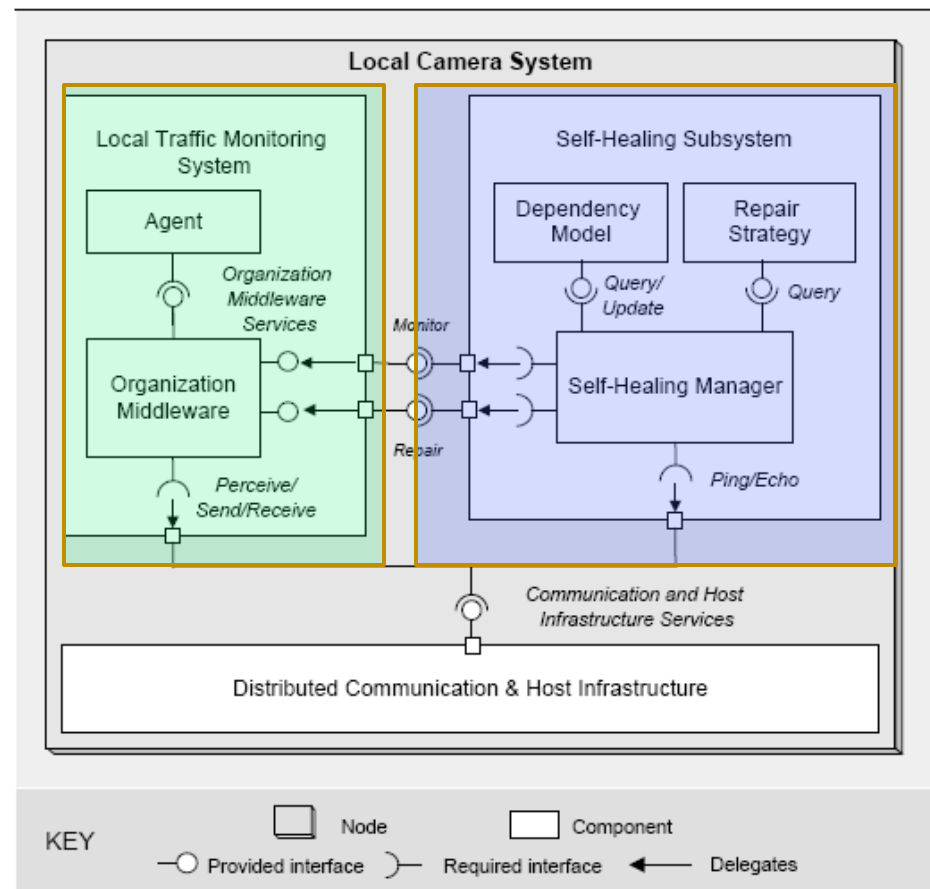 Local Camera System
Local Traffic Monitoring
System
Agent
Organization
Middleware
Services
Organization
Middleware
Perceive/
Send/Receive
Monitor
Repair
Self-Healing Subsystem
Dependency
Model
Repair
Strategy
Query/
Update
Query
Self-Healing Manager
Ping/Echo
Communication and Host
Infrastructure Services
Distributed Communication & Host Infrastructure
KEY
Node
Component
Provided interface
Required interface
Delegates